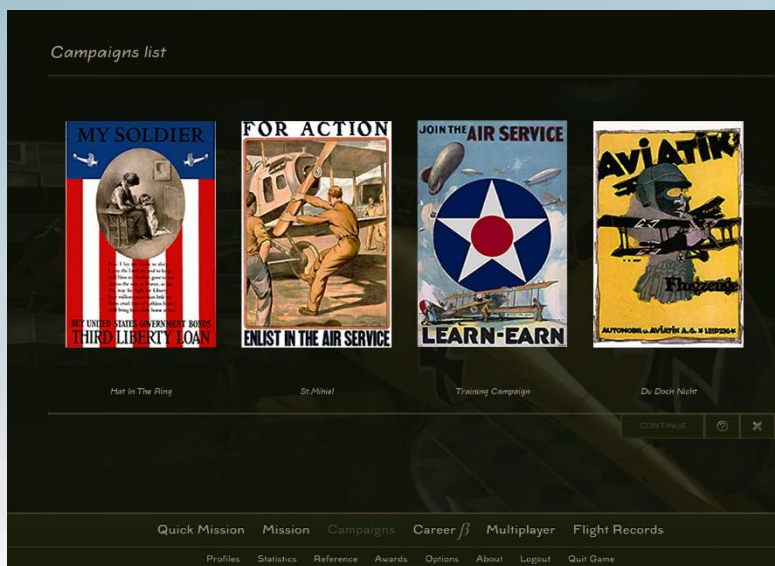 Campaigns list
MY SOLDIER
BUY UNITED STATES GOVERNMENT BONDS
THIRD LIBERTY LOAN
Hat In The Ring
FOR ACTION
ENLIST IN THE AIR SERVICE
St.Mihiel
JOIN THE AIR SERVICE
LEARN-EARN
Training Campaign
AVIATIK
Flugzeuge
AUTOMOBIL u. AVIATIK A.G. * LEIPZIG *
Du Doch Nicht
CONTINUE
Quick Mission Mission Campaigns Career β Multiplayer Flight Records
Profiles Statistics Reference Awards Options About Logout Quit Game